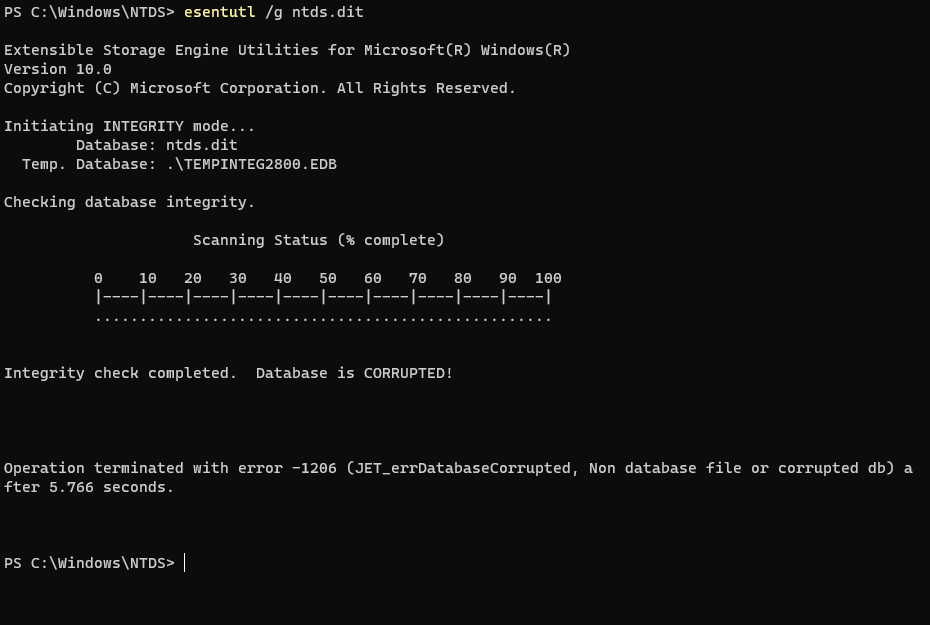 PS C:\Windows\NTDS> esentutl /g ntds.dit
Extensible Storage Engine Utilities for Microsoft(R) Windows(R)
Version 10.0
Copyright (C) Microsoft Corporation. All Rights Reserved.
Initiating INTEGRITY mode...
        Database: ntds.dit
  Temp. Database: .\TEMPINTEG2800.EDB
Checking database integrity.
                     Scanning Status (% complete)
          0    10   20   30   40   50   60   70   80   90  100
          |----|----|----|----|----|----|----|----|----|----|
          ...................................................
Integrity check completed.  Database is CORRUPTED!
Operation terminated with error -1206 (JET_errDatabaseCorrupted, Non database file or corrupted db) a
fter 5.766 seconds.
PS C:\Windows\NTDS>